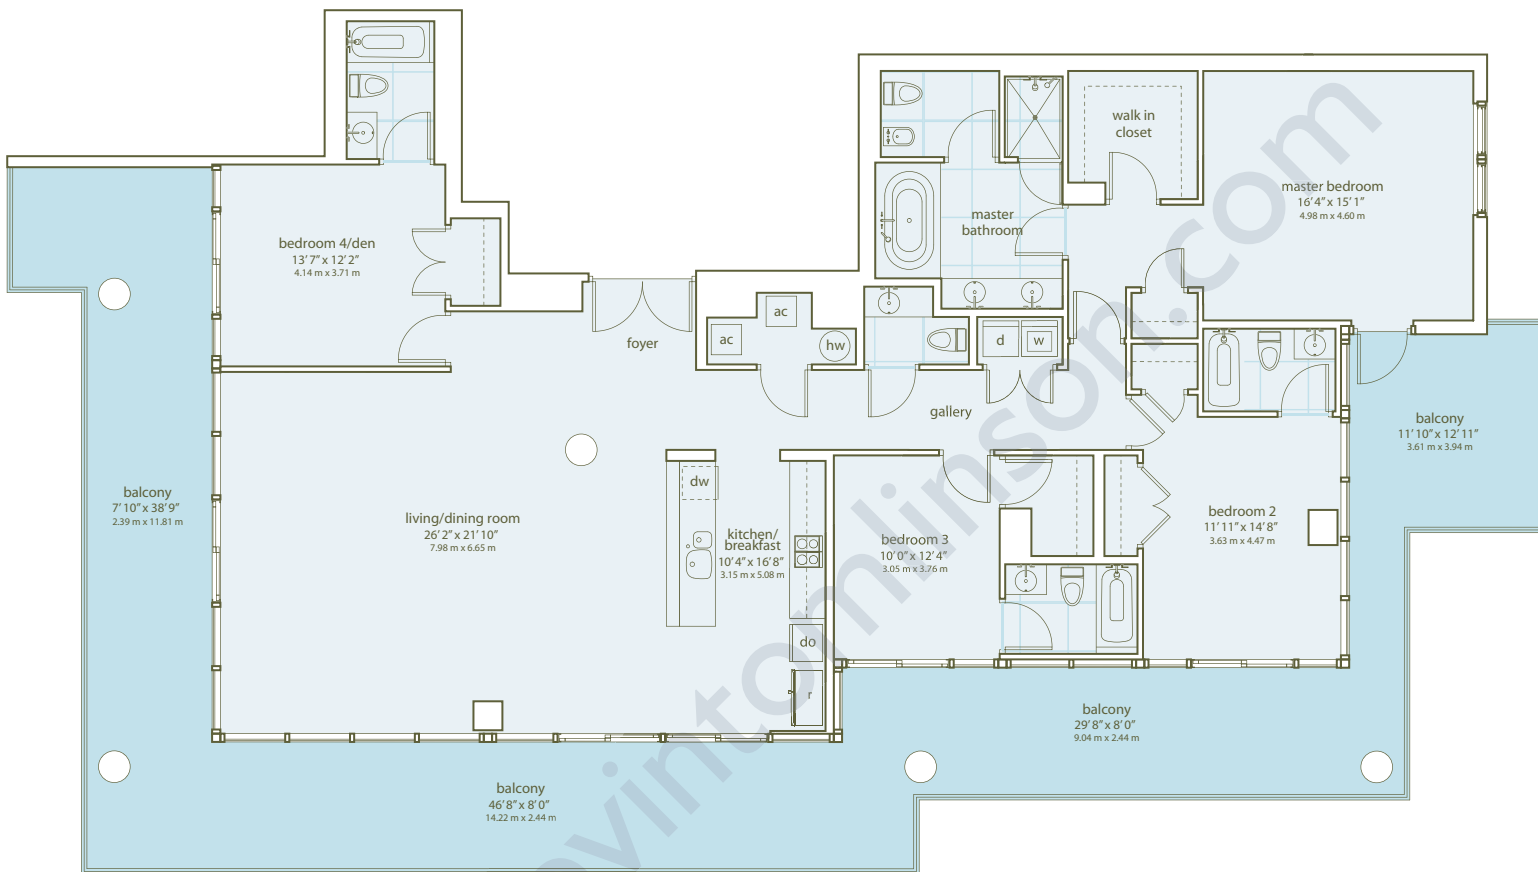 walk in
closet
master bedroom
16’4” x 15’1”
4.98 m x 4.60 m
master
bathroom
bedroom 4/den
13’7” x 12’2”
4.14 m x 3.71 m
foyer
ac
ac
hw
d
w
gallery
balcony
11’10” x 12’11”
3.61 m x 3.94 m
balcony
7’10” x 38’9”
2.39 m x 11.81 m
living/dining room
26’2” x 21’10”
7.98 m x 6.65 m
dw
kitchen/
breakfast
10’4” x 16’8”
3.15 m x 5.08 m
do
r
bedroom 3
10’0” x 12’4”
3.05 m x 3.76 m
bedroom 2
11’11” x 14’8”
3.63 m x 4.47 m
balcony
29’8” x 8’0”
9.04 m x 2.44 m
balcony
46’8” x 8’0”
14.22 m x 2.44 m
evintomlinson.com